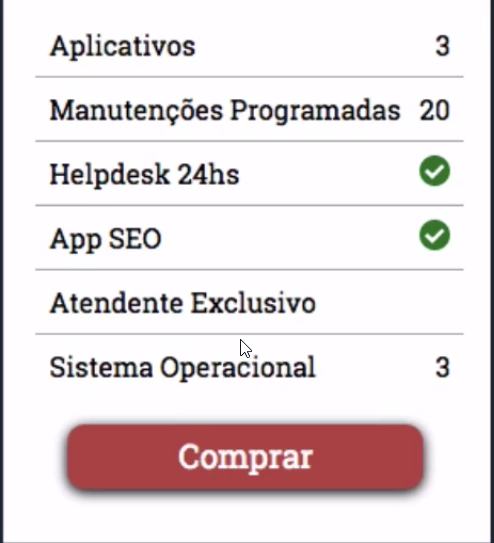 Aplicativos 3
Manutenções Programadas 20
Helpdesk 24hs
App SEO
Atendente Exclusivo
Sistema Operacional 3
Comprar